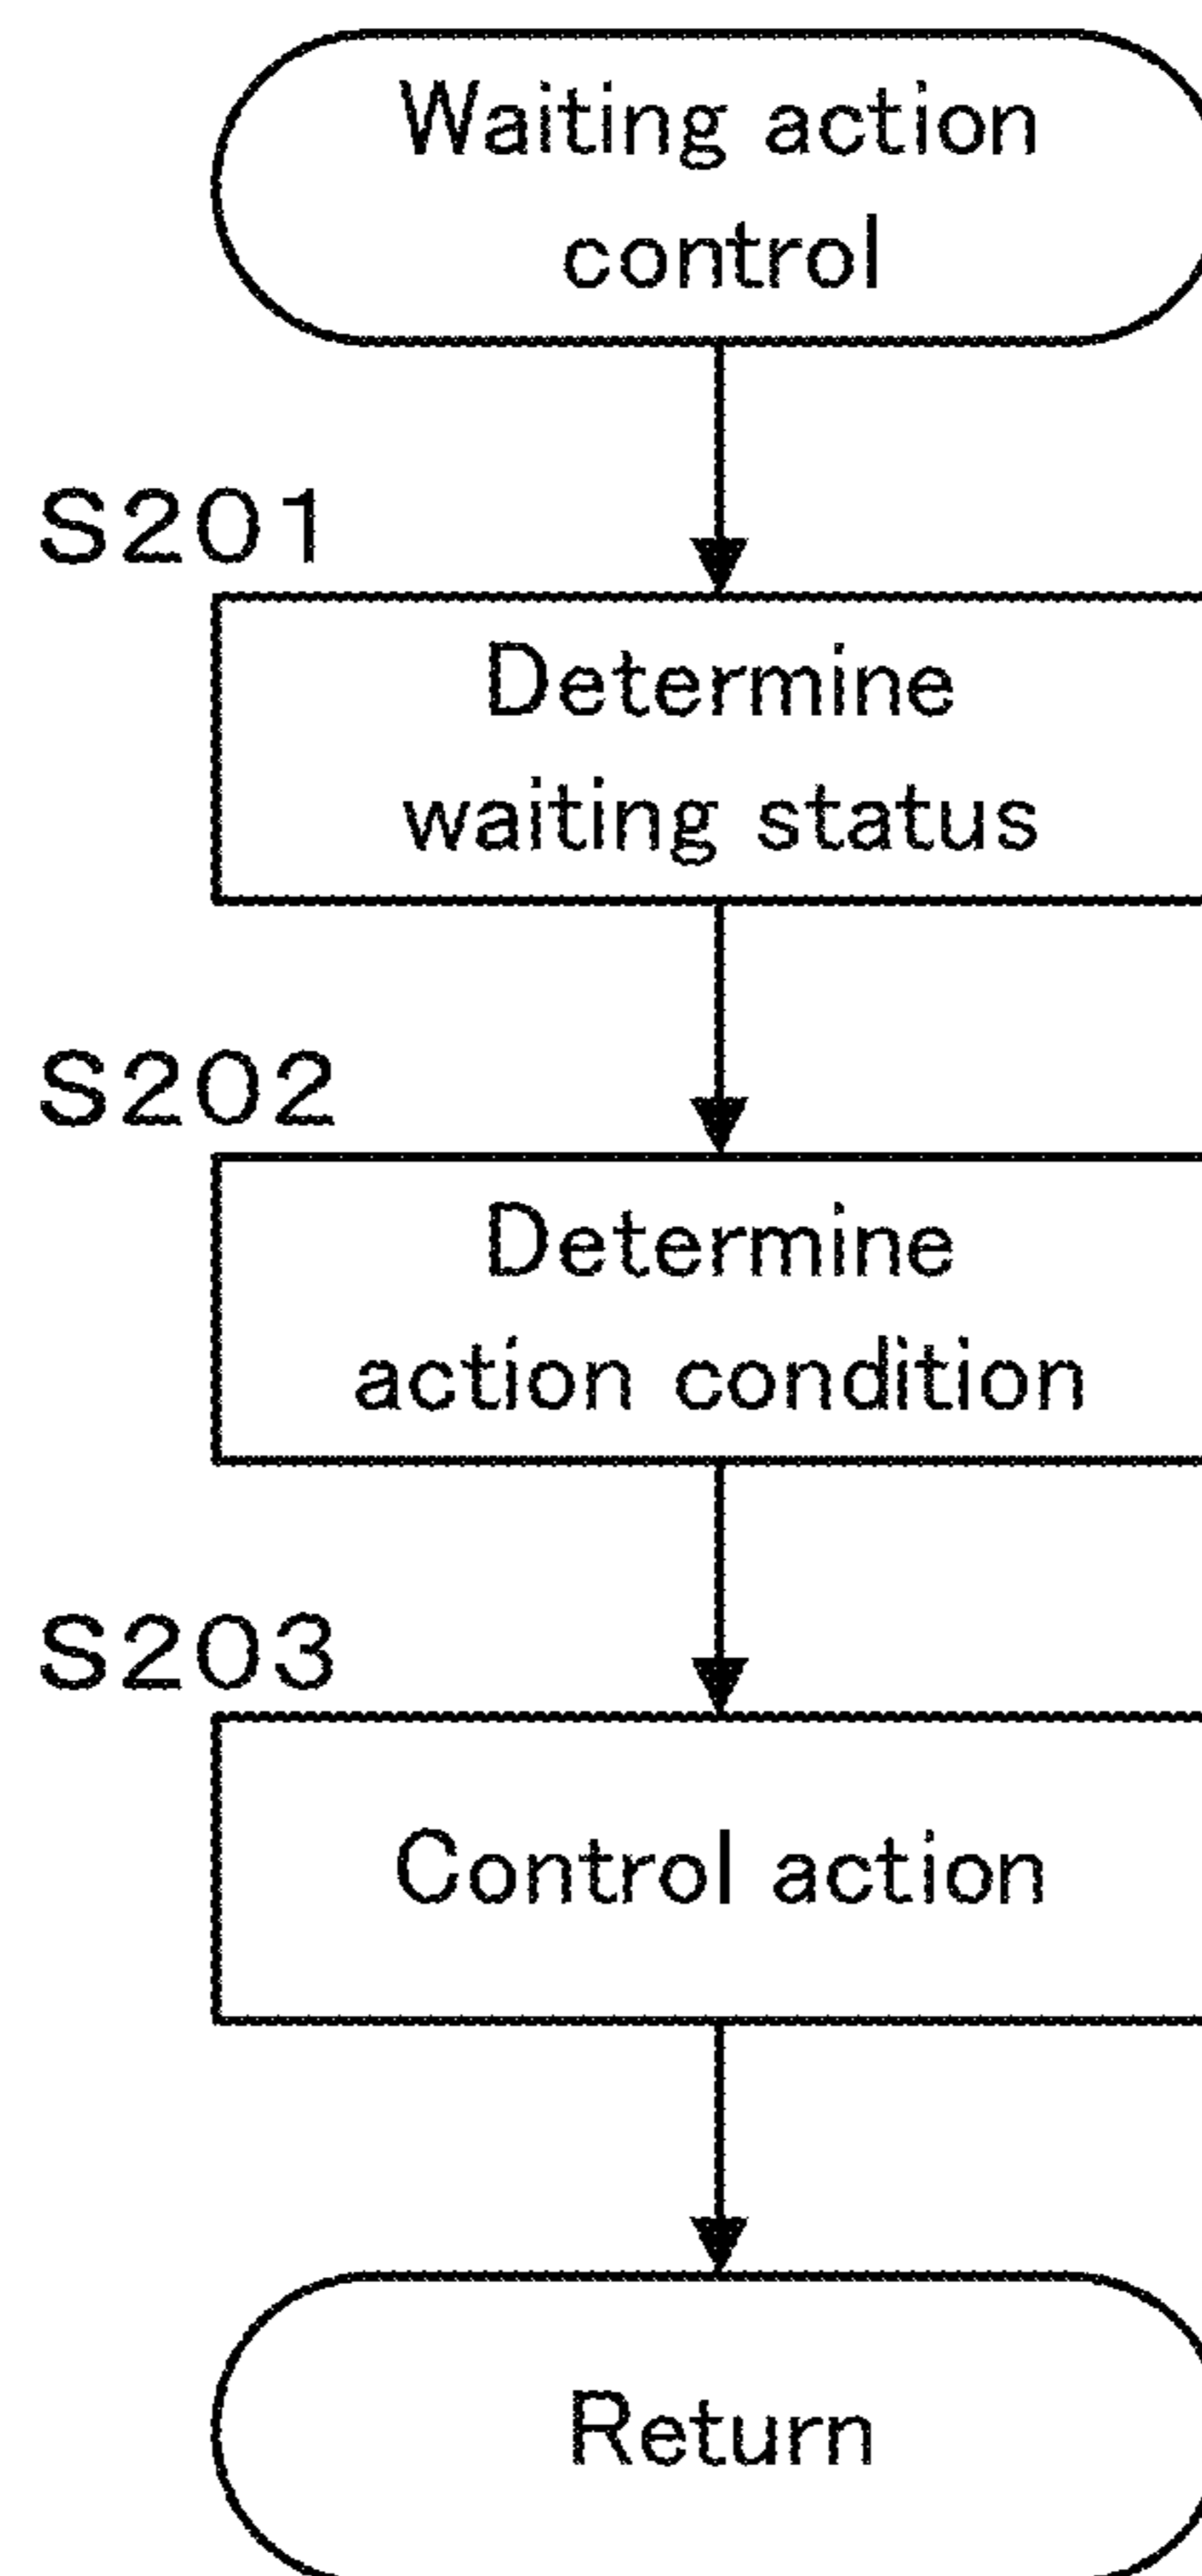 Waiting action
control
S201
Determine
waiting status
S202
Determine
action condition
S203
Control action
Return